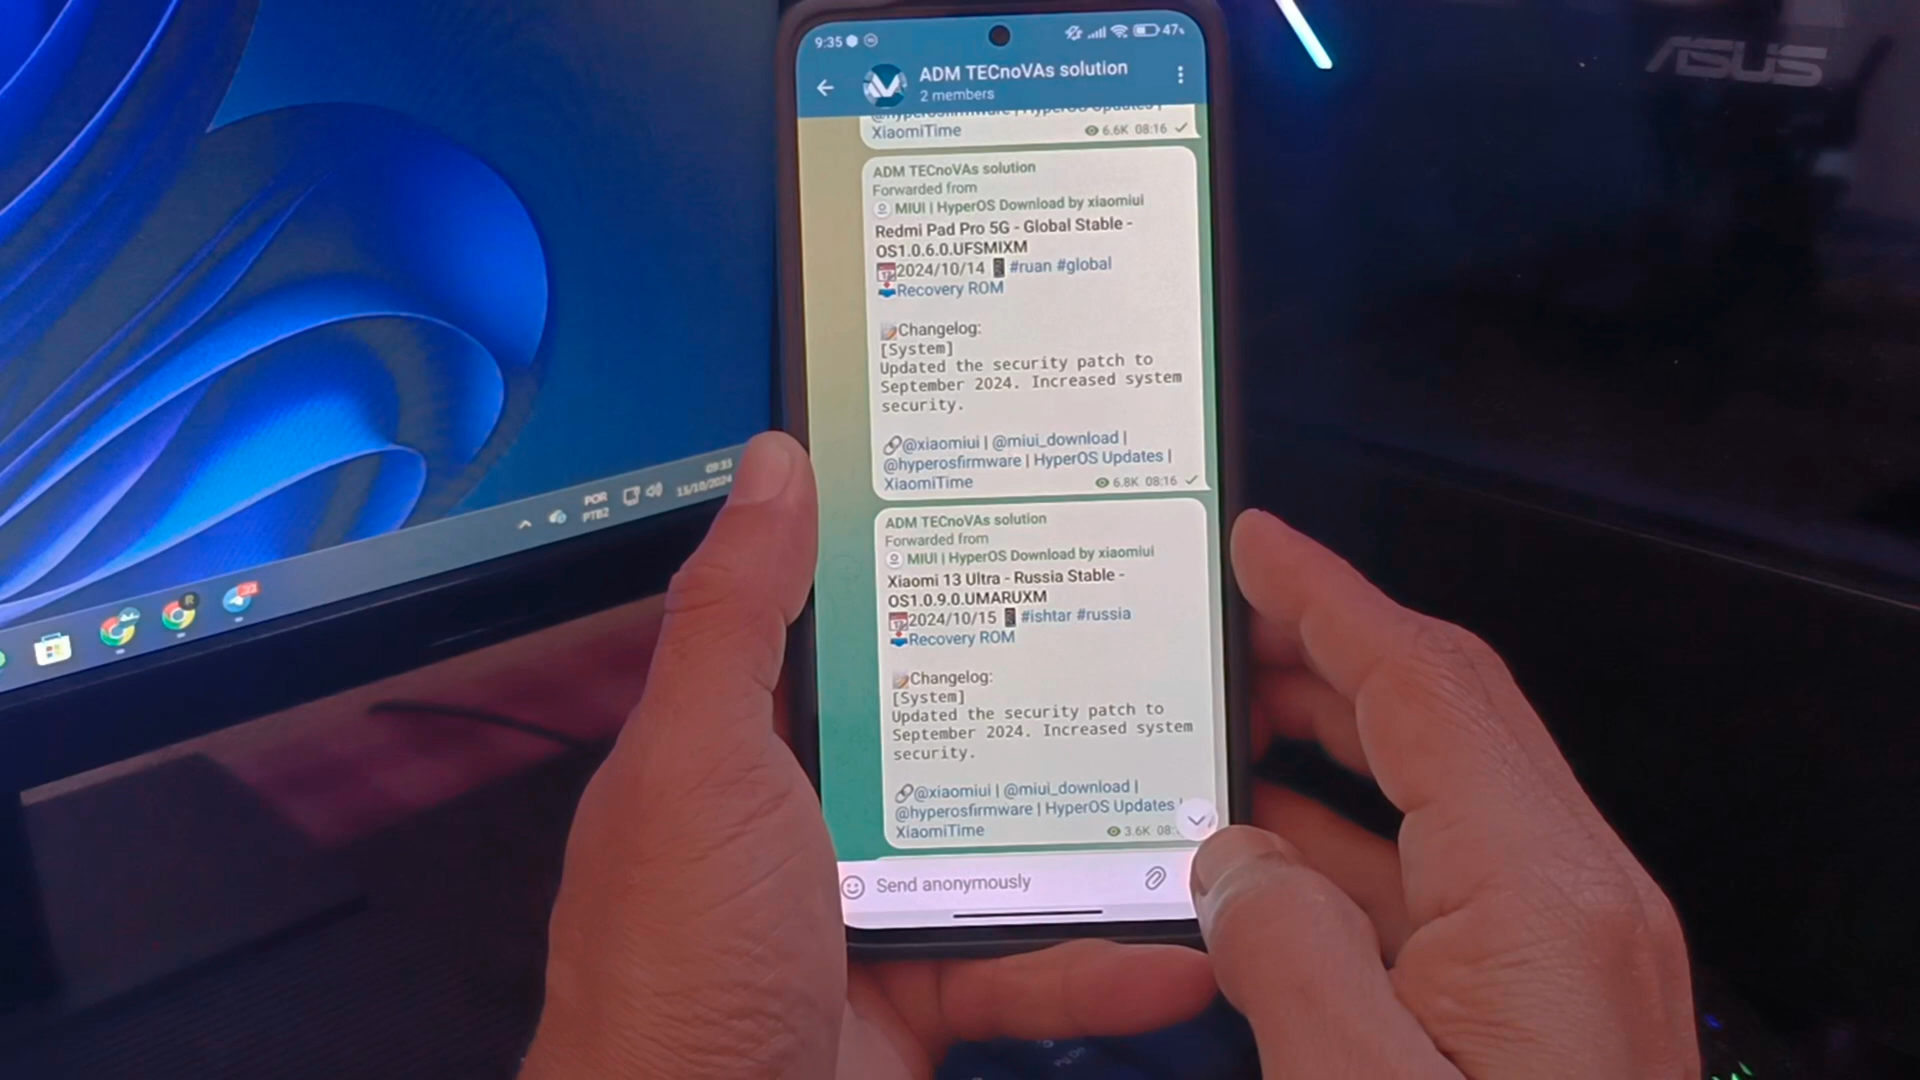 ASUS
9:35
47%
ADM TECnoVAs solution
2 members
XiaomiTime
6.6K 08:16
ADM TECnoVAs solution
Forwarded from
MIUI | HyperOS Download by xiaomiui
Redmi Pad Pro 5G - Global Stable -
OS1.0.6.0.UFSMIXM
2024/10/14 #ruan #global
Recovery ROM
Changelog:
[System]
Updated the security patch to
September 2024. Increased system
security.
@xiaomiui | @miui_download |
@hyperosfirmware | HyperOS Updates |
XiaomiTime
6.8K 08:16
ADM TECnoVAs solution
Forwarded from
MIUI | HyperOS Download by xiaomiui
Xiaomi 13 Ultra - Russia Stable -
OS1.0.9.0.UMARUXM
2024/10/15 #ishtar #russia
Recovery ROM
Changelog:
[System]
Updated the security patch to
September 2024. Increased system
security.
@xiaomiui | @miui_download |
@hyperosfirmware | HyperOS Updates |
XiaomiTime
3.6K 08:
Send anonymously
POR
PTB2
15/10/2024